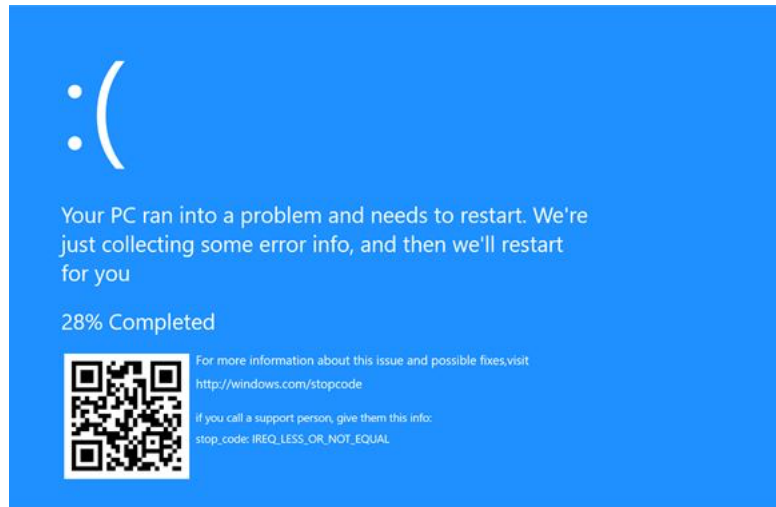 :(
Your PC ran into a problem and needs to restart. We're
just collecting some error info, and then we'll restart
for you
28% Completed
For more information about this issue and possible fixes,visit
http://windows.com/stopcode
if you call a support person, give them this info:
stop_code: IREQ_LESS_OR_NOT_EQUAL